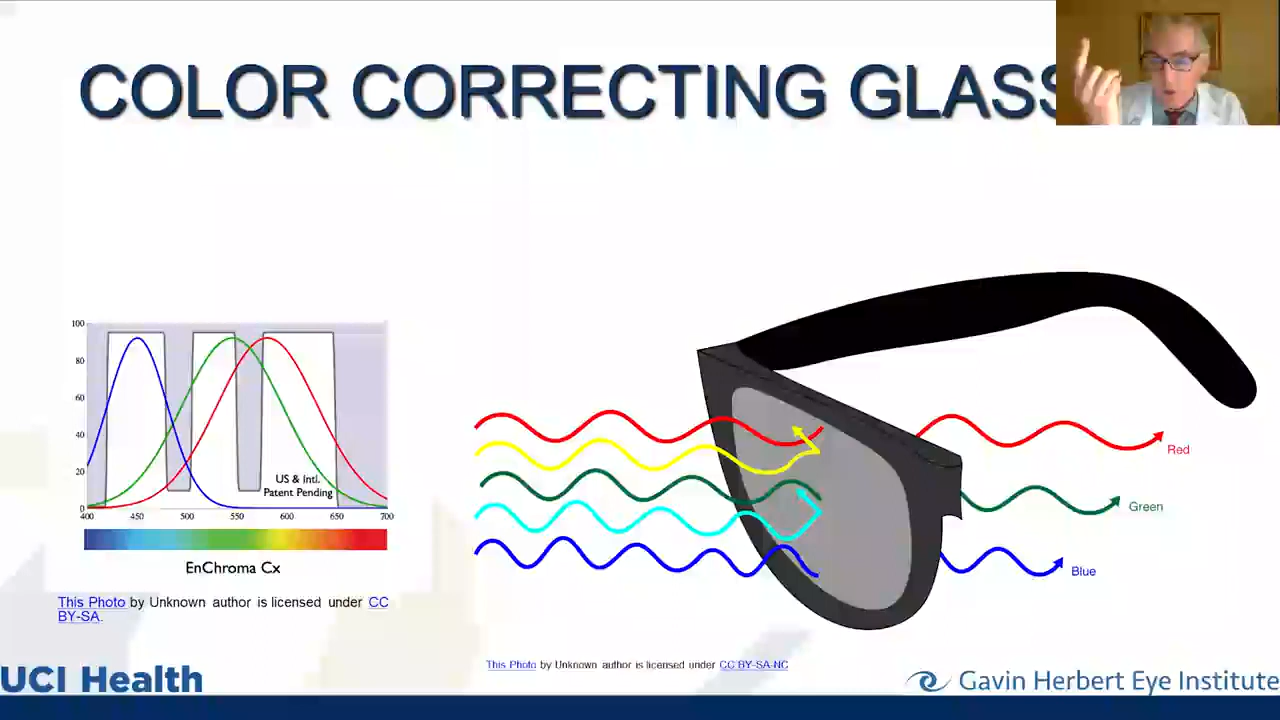 COLOR CORRECTING GLASS
100
80
60
40
20
0
US & Intl.
Patent Pending
400 450 500 550 600 650 700
EnChroma Cx
This Photo by Unknown author is licensed under CC
BY-SA.
Red
Green
Blue
This Photo by Unknown author is licensed under CC BY-SA-NC
UCI Health
Gavin Herbert Eye Institute